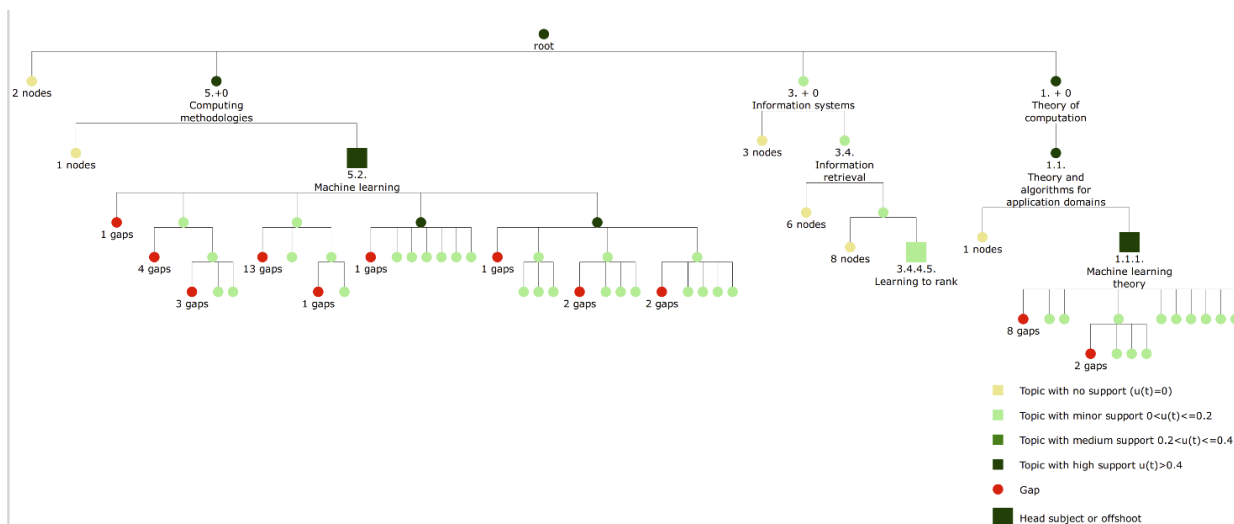 root
2 nodes
5.+0
Computing
methodologies
3. + 0
Information systems
1. + 0
Theory of
computation
1 nodes
5.2.
Machine learning
3 nodes
3.4.
Information
retrieval
1.1.
Theory and
algorithms for
application domains
1 gaps
6 nodes
1 nodes
4 gaps
13 gaps
1 gaps
1 gaps
8 nodes
3.4.4.5.
Learning to rank
1.1.1.
Machine learning
theory
3 gaps
1 gaps
2 gaps
2 gaps
8 gaps
2 gaps
Topic with no support (u(t)=0)
Topic with minor support 0<u(t)<=0.2
Topic with medium support 0.2<u(t)<=0.4
Topic with high support u(t)>0.4
Gap
Head subject or offshoot